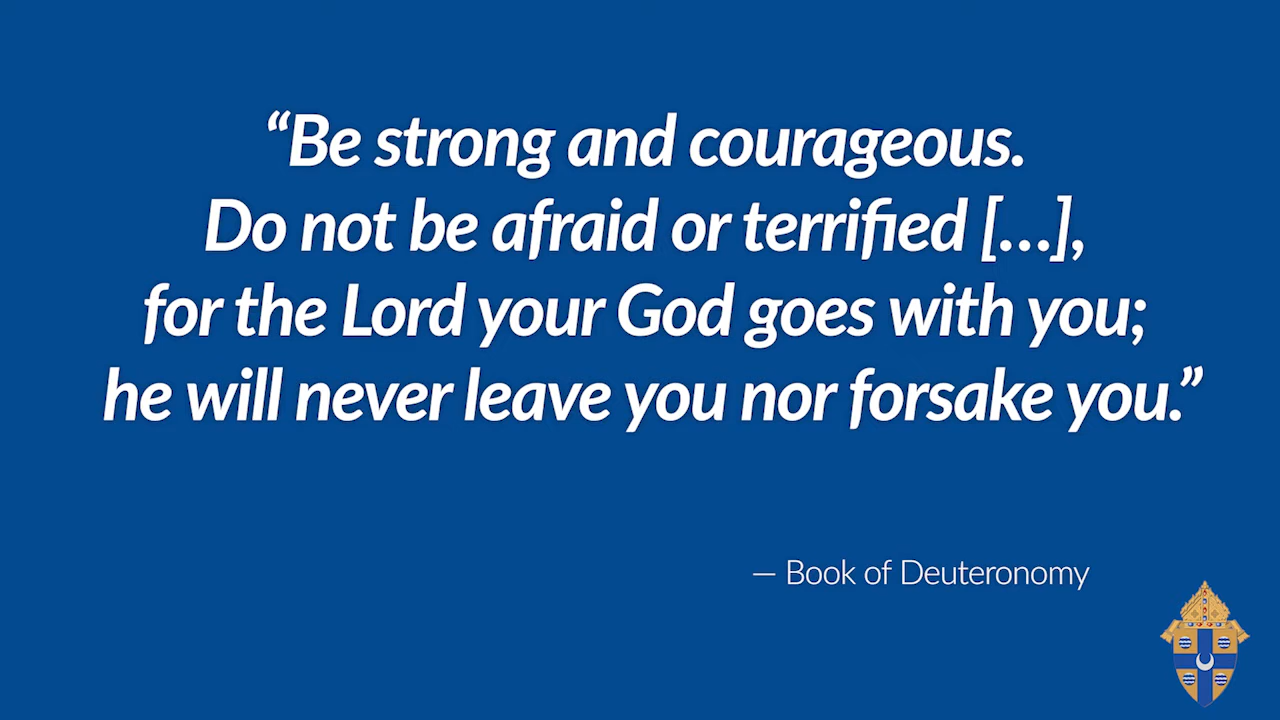 “Be strong and courageous.
Do not be afraid or terrified […],
for the Lord your God goes with you;
he will never leave you nor forsake you.”
— Book of Deuteronomy